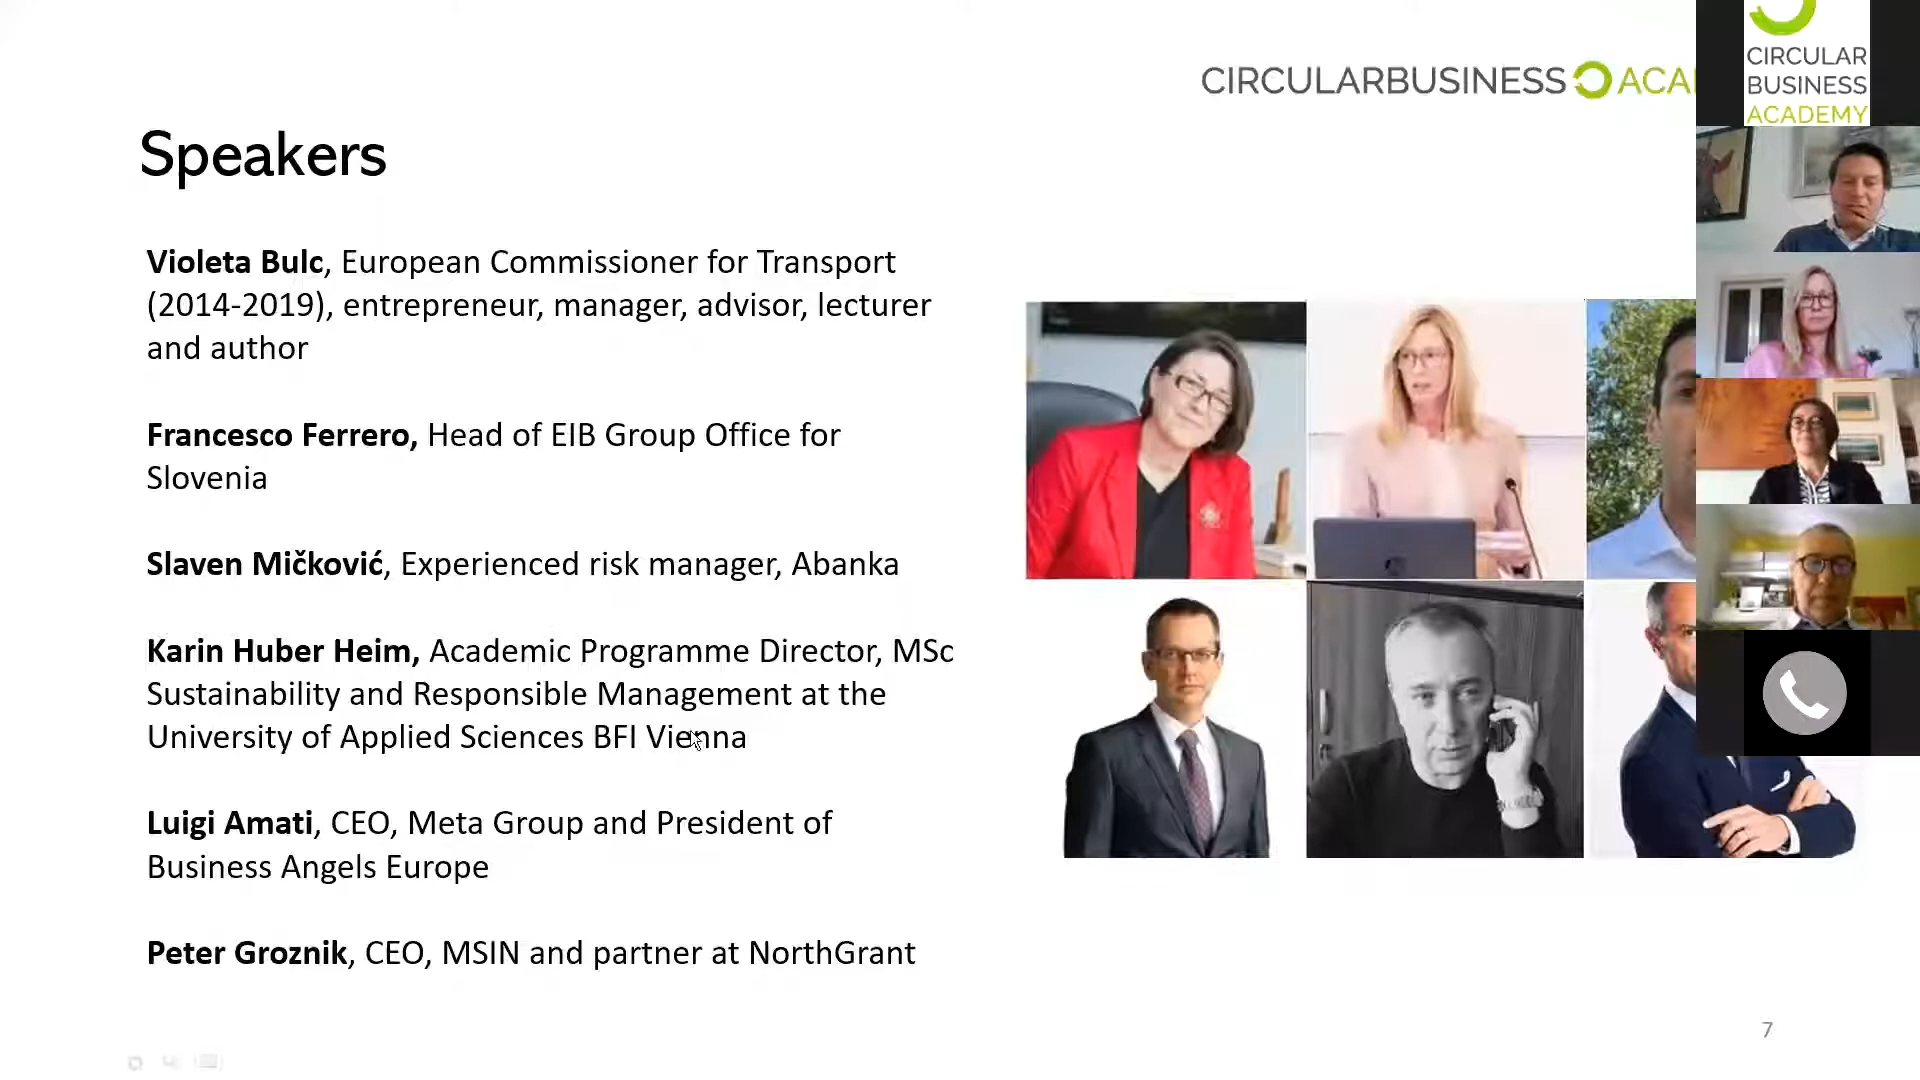 CIRCULARBUSINESS ACA
CIRCULAR
BUSINESS
ACADEMY
Speakers
Violeta Bulc, European Commissioner for Transport
(2014-2019), entrepreneur, manager, advisor, lecturer
and author
Francesco Ferrero, Head of EIB Group Office for
Slovenia
Slaven Mičković, Experienced risk manager, Abanka
Karin Huber Heim, Academic Programme Director, MSc
Sustainability and Responsible Management at the
University of Applied Sciences BFI Vienna
Luigi Amati, CEO, Meta Group and President of
Business Angels Europe
Peter Groznik, CEO, MSIN and partner at NorthGrant
7